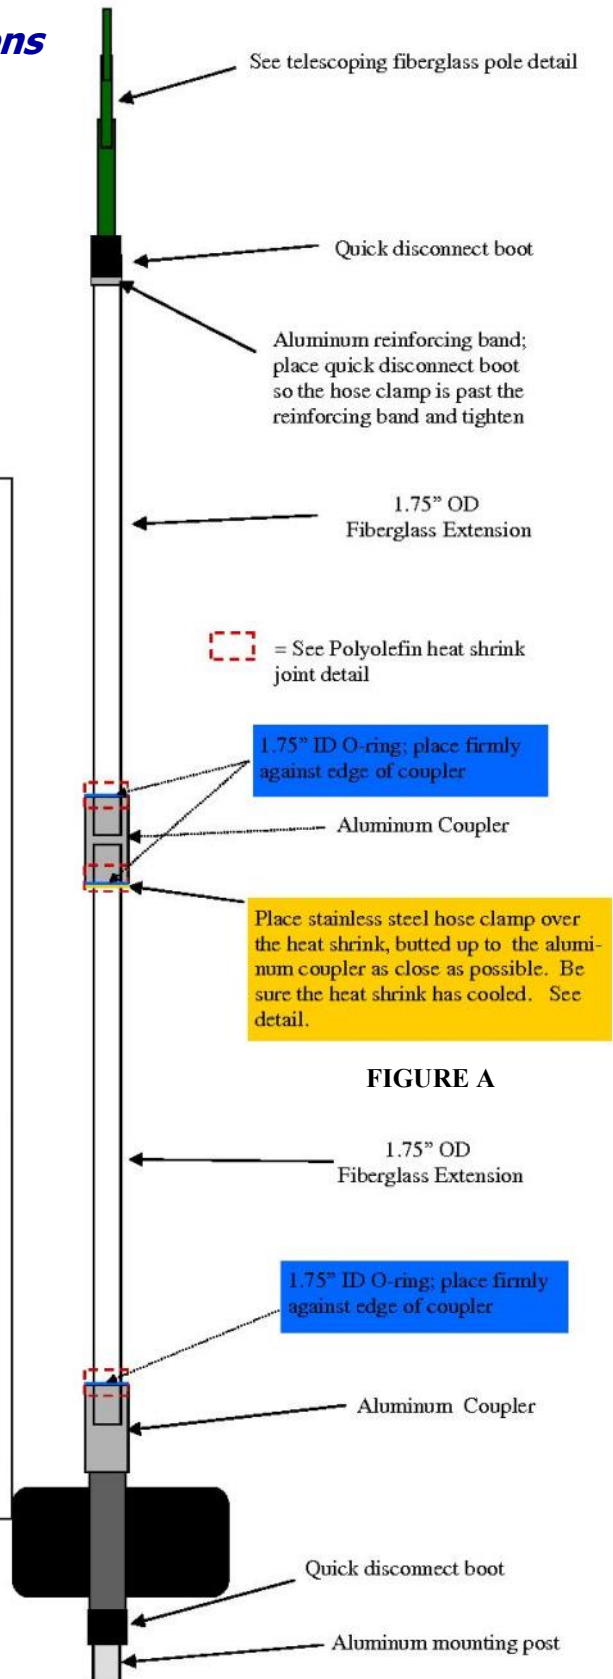 ons
See telescoping fiberglass pole detail
Quick disconnect boot
Aluminum reinforcing band;
place quick disconnect boot
so the hose clamp is past the
reinforcing band and tighten
1.75” OD
Fiberglass Extension
= See Polyolefin heat shrink
joint detail
1.75” ID O-ring; place firmly
against edge of coupler
Aluminum Coupler
Place stainless steel hose clamp over
the heat shrink, butted up to the alumi-
num coupler as close as possible. Be
sure the heat shrink has cooled. See
detail.
FIGURE A
1.75” OD
Fiberglass Extension
1.75” ID O-ring; place firmly
against edge of coupler
Aluminum Coupler
Quick disconnect boot
Aluminum mounting post